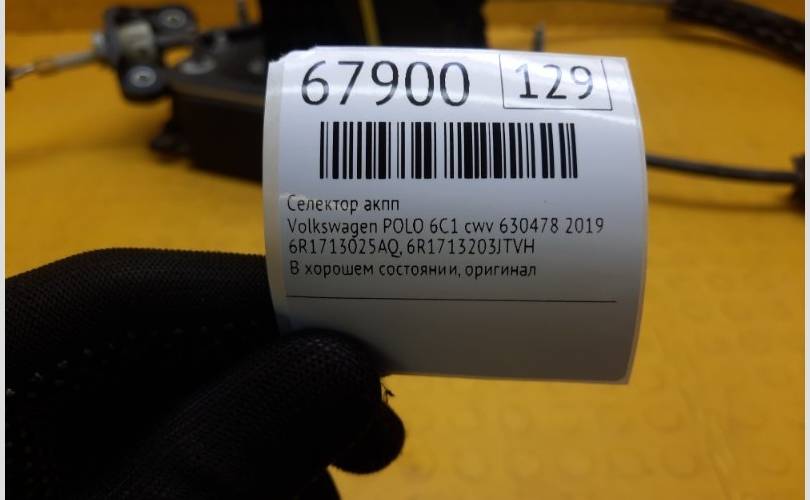 67900 129
Селектор акпп
Volkswagen POLO 6C1 cwv 630478 2019
6R1713025AQ, 6R1713203JTVH
В хорошем состоянии, оригинал